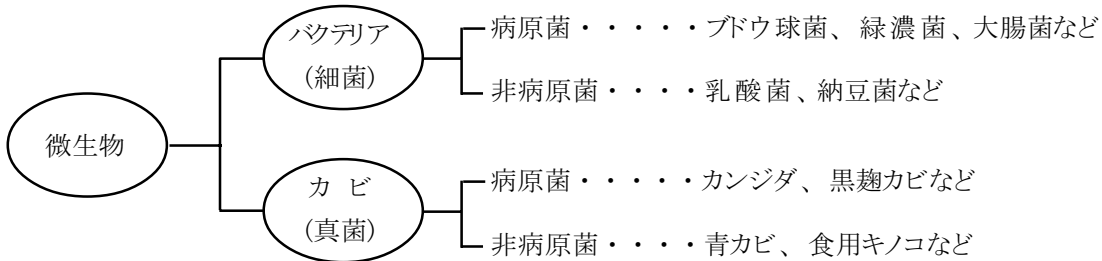 バクテリア
(細菌)
病原菌・・・・・ブドウ球菌、緑濃菌、大腸菌など
非病原菌・・・・乳酸菌、納豆菌など
微生物
カビ
(真菌)
病原菌・・・・・カンジダ、黒麹カビなど
非病原菌・・・・青カビ、食用キノコなど